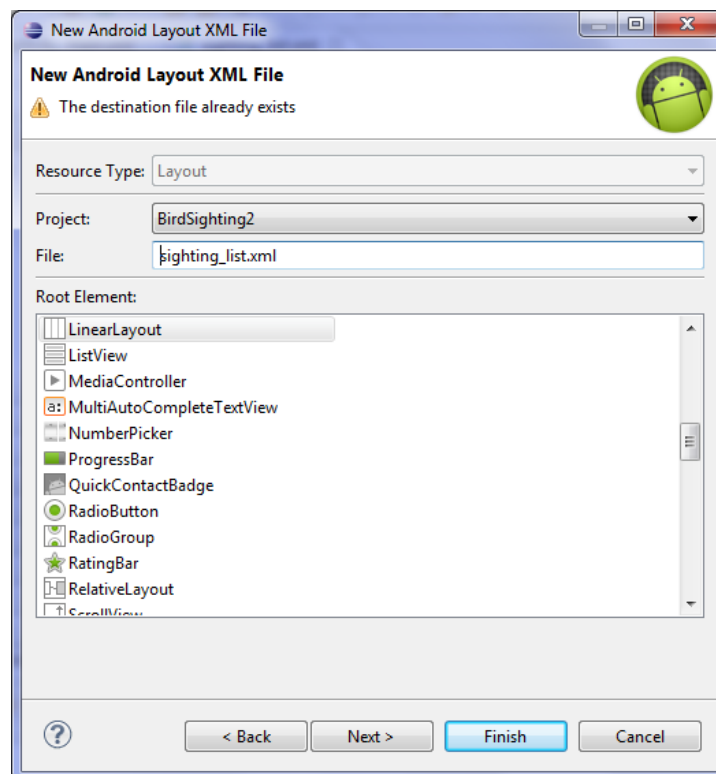 New Android Layout XML File
New Android Layout XML File
The destination file already exists
Resource Type: Layout
Project: BirdSighting2
File: sighting_list.xml
Root Element:
LinearLayout
ListView
MediaController
a: MultiAutoCompleteTextView
NumberPicker
ProgressBar
QuickContactBadge
RadioButton
RadioGroup
RatingBar
RelativeLayout
ScrollView
? < Back Next > Finish Cancel